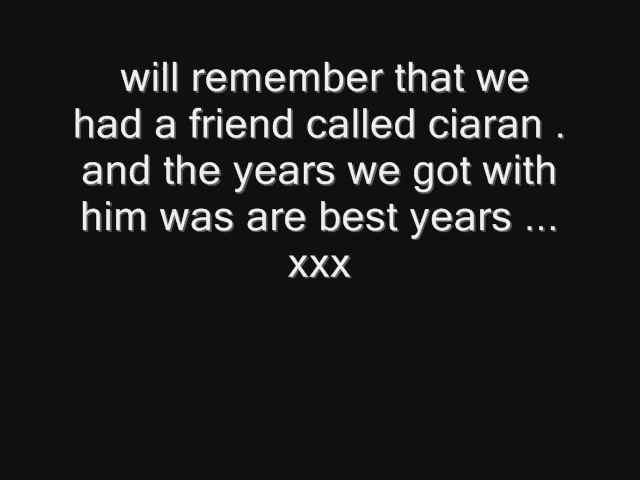 will remember that we
had a friend called ciaran .
and the years we got with
him was are best years ...
xxx